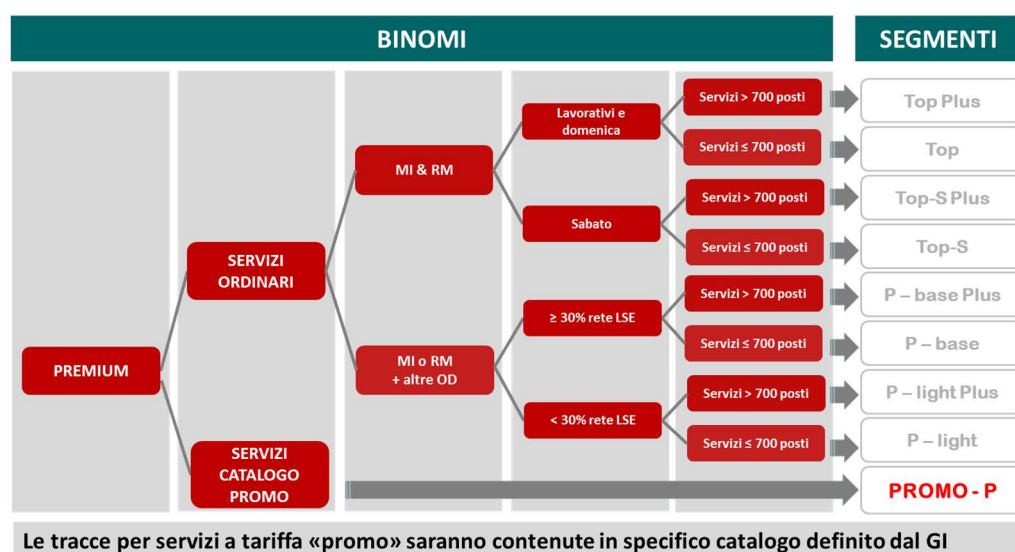 BINOMI
SEGMENTI
PREMIUM
SERVIZI
ORDINARI
SERVIZI
CATALOGO
PROMO
MI & RM
MI o RM
+ altre OD
Lavorativi e
domenica
Sabato
≥ 30% rete LSE
< 30% rete LSE
Servizi > 700 posti
Servizi ≤ 700 posti
Servizi > 700 posti
Servizi ≤ 700 posti
Servizi > 700 posti
Servizi ≤ 700 posti
Servizi > 700 posti
Servizi ≤ 700 posti
Top Plus
Top
Top-S Plus
Top-S
P – base Plus
P – base
P – light Plus
P – light
PROMO - P
Le tracce per servizi a tariffa «promo» saranno contenute in specifico catalogo definito dal GI